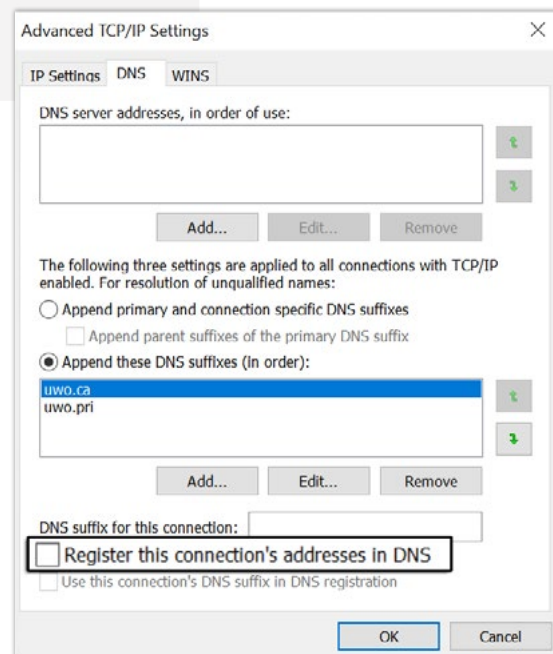 Advanced TCP/IP Settings
IP Settings DNS WINS
DNS server addresses, in order of use:
Add... Edit... Remove
The following three settings are applied to all connections with TCP/IP
enabled. For resolution of unqualified names:
Append primary and connection specific DNS suffixes
Append parent suffixes of the primary DNS suffix
Append these DNS suffixes (in order):
uwo.ca
uwo.pri
Add... Edit... Remove
DNS suffix for this connection:
Register this connection's addresses in DNS
Use this connection's DNS suffix in DNS registration
OK Cancel